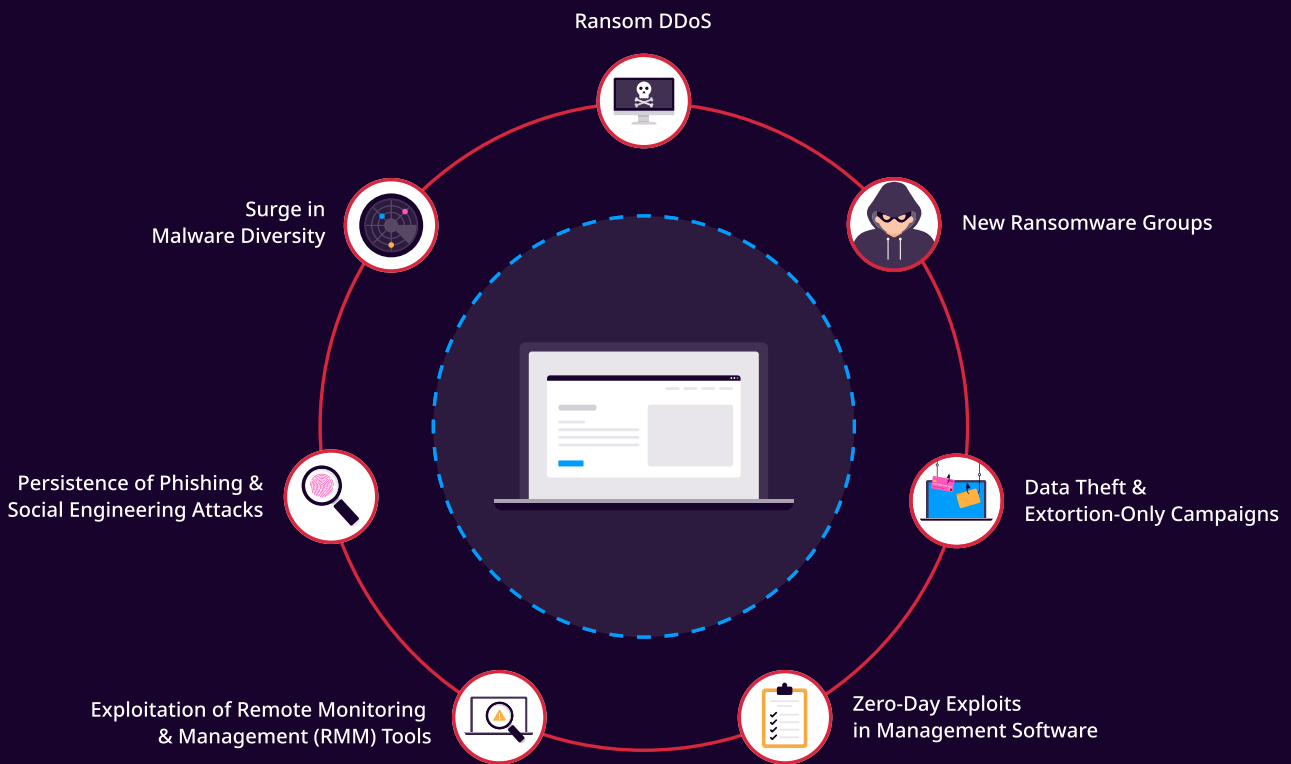 Ransom DDoS
New Ransomware Groups
Data Theft &
Extortion-Only Campaigns
Zero-Day Exploits
in Management Software
Exploitation of Remote Monitoring
& Management (RMM) Tools
Persistence of Phishing &
Social Engineering Attacks
Surge in
Malware Diversity